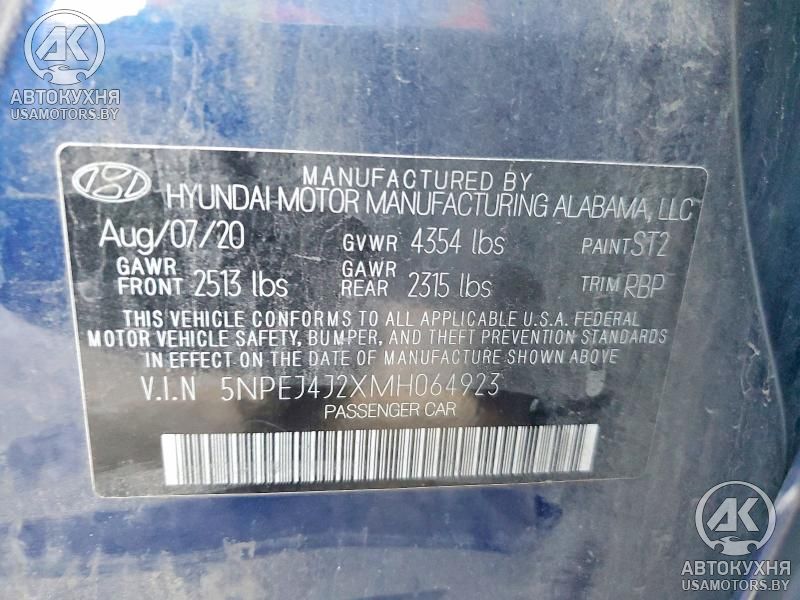 AK
АВТОКУХНЯ
USAMOTORS.BY
MANUFACTURED BY
HYUNDAI MOTOR MANUFACTURING ALABAMA, LLC
Aug/07/20 GVWR 4354 lbs PAINT ST2
GAWR FRONT 2513 lbs GAWR REAR 2315 lbs TRIM RBP
THIS VEHICLE CONFORMS TO ALL APPLICABLE U.S.A. FEDERAL
MOTOR VEHICLE SAFETY, BUMPER, AND THEFT PREVENTION STANDARDS
IN EFFECT ON THE DATE OF MANUFACTURE SHOWN ABOVE
V.I.N 5NPEJ4J2XMH064923
PASSENGER CAR
AK
АВТОКУХНЯ
USAMOTORS.BY